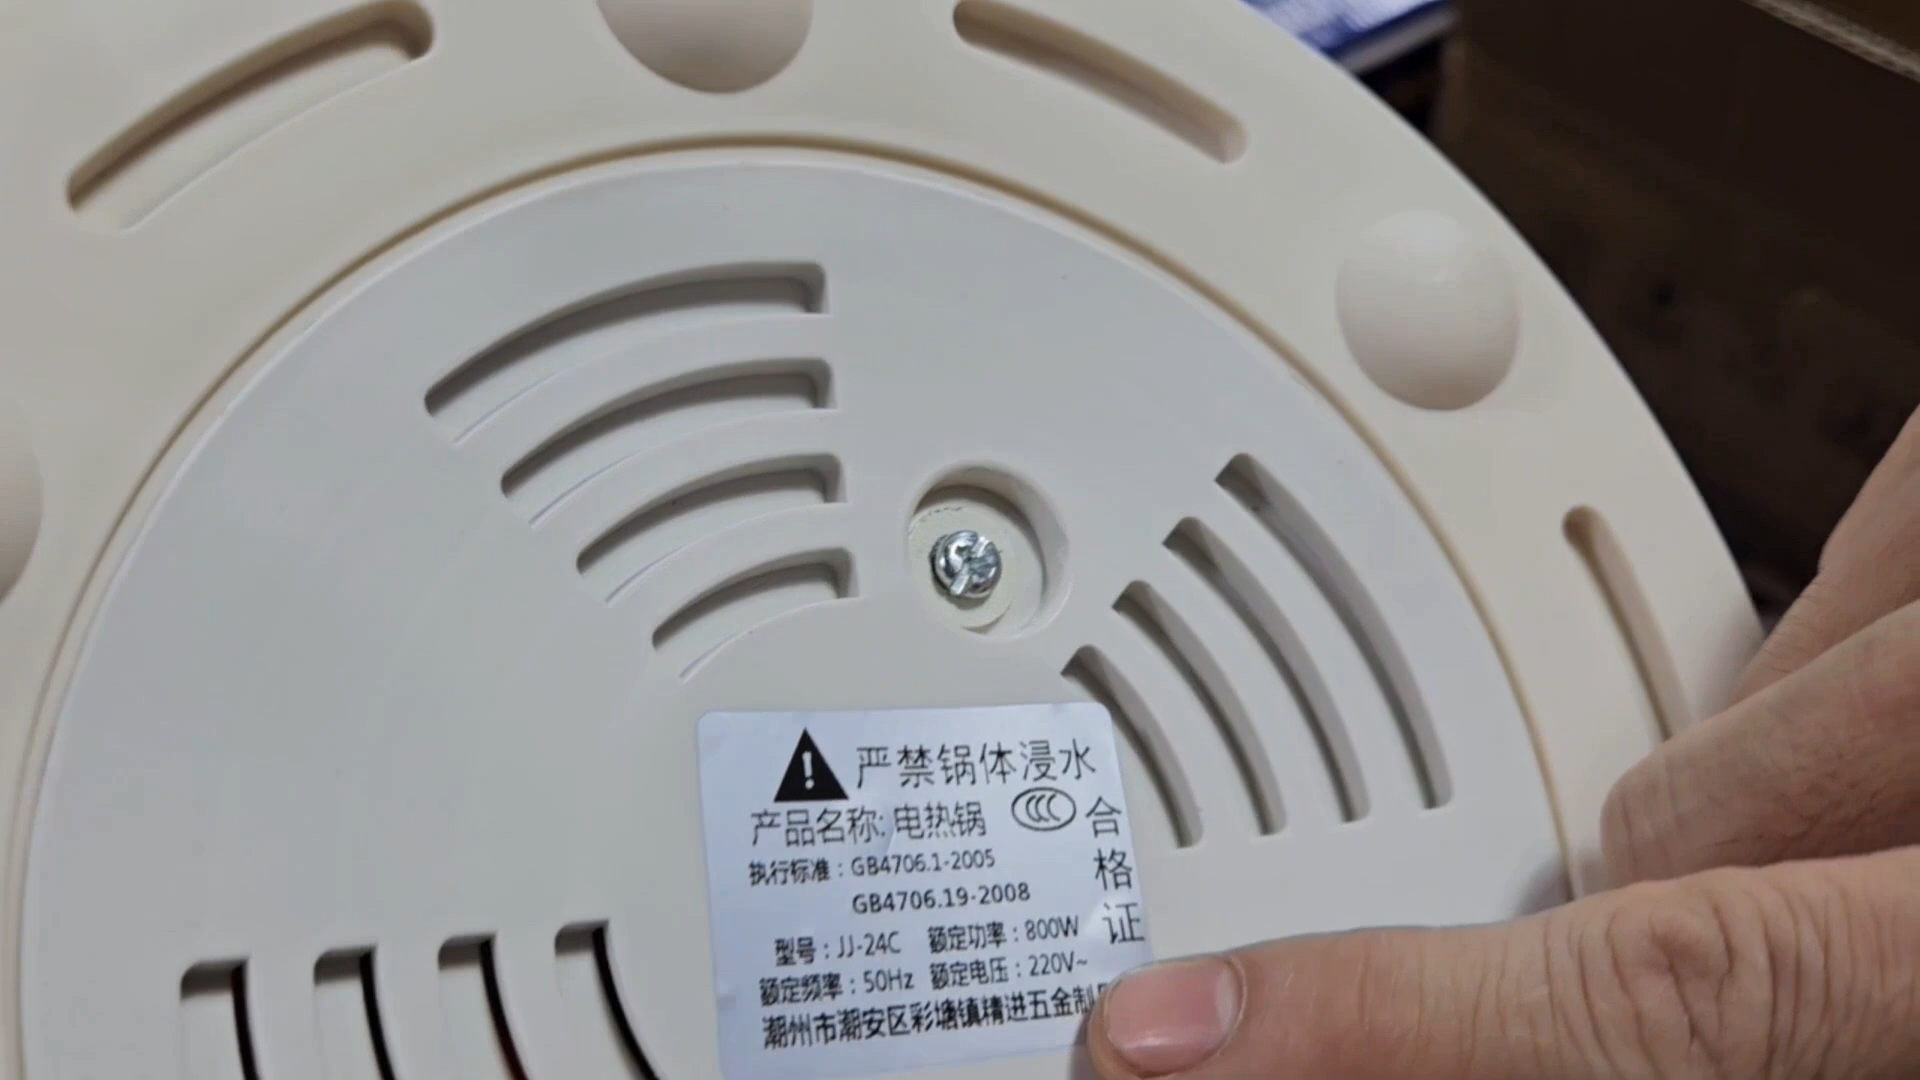 严禁锅体浸水
产品名称: 电热锅
合格证
执行标准：GB4706.1-2005
GB4706.19-2008
型号：JJ-24C 额定功率：800W
额定频率：50Hz 额定电压：220V~
潮州市潮安区彩塘镇精进五金制